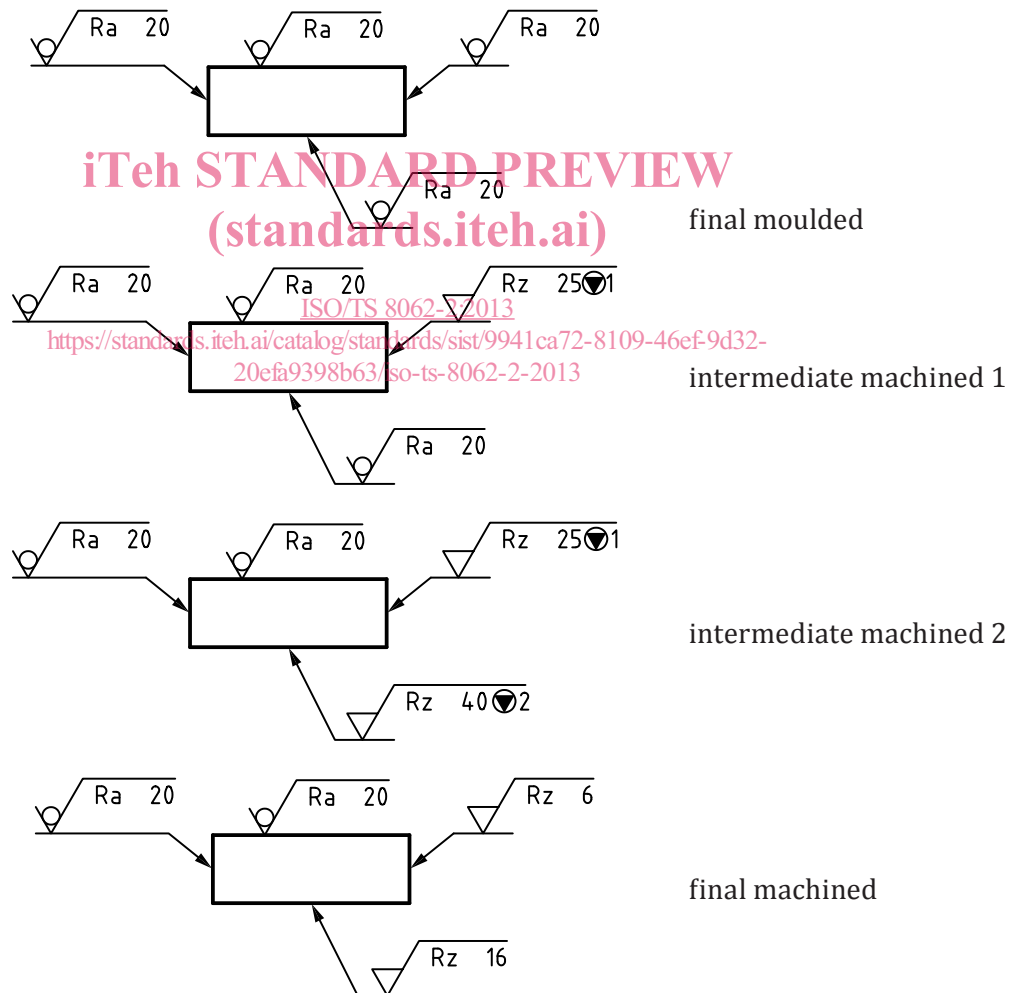 Ra 20 Ra 20 Ra 20
iTeh STANDARD PREVIEW
Ra 20
(standards.iteh.ai)
final moulded
Ra 20 Ra 20 Rz 25▼1
ISO/TS 8062-2:2013
https://standards.iteh.ai/catalog/standards/sist/9941ca72-8109-46ef-9d32-
20efa9398b63/iso-ts-8062-2-2013
intermediate machined 1
Ra 20
Ra 20 Ra 20 Rz 25▼1
intermediate machined 2
Rz 40▼2
Ra 20 Ra 20 Rz 6
final machined
Rz 16